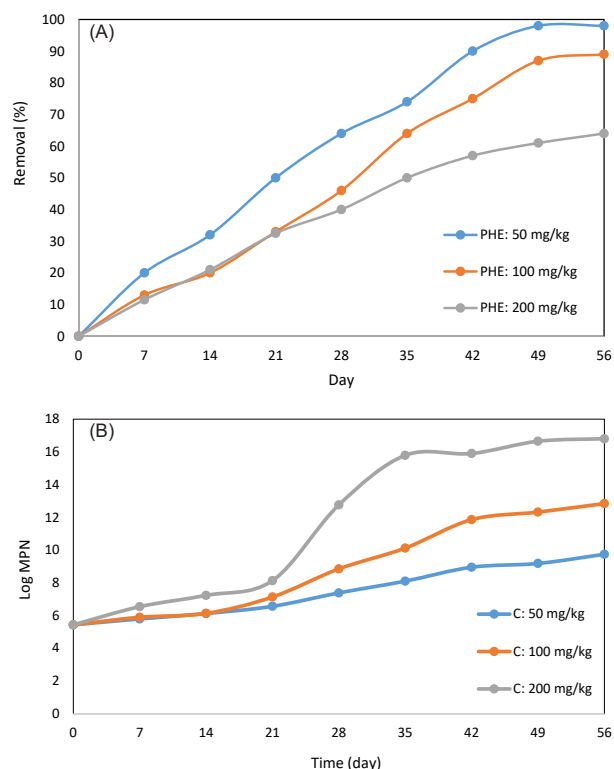 (A)
Removal (%)
100
90
80
70
60
50
40
30
20
10
0
PHE: 50 mg/kg
PHE: 100 mg/kg
PHE: 200 mg/kg
0 7 14 21 28 35 42 49 56
Day
(B)
Log MPN
18
16
14
12
10
8
6
4
2
0
C: 50 mg/kg
C: 100 mg/kg
C: 200 mg/kg
0 7 14 21 28 35 42 49 56
Time (day)